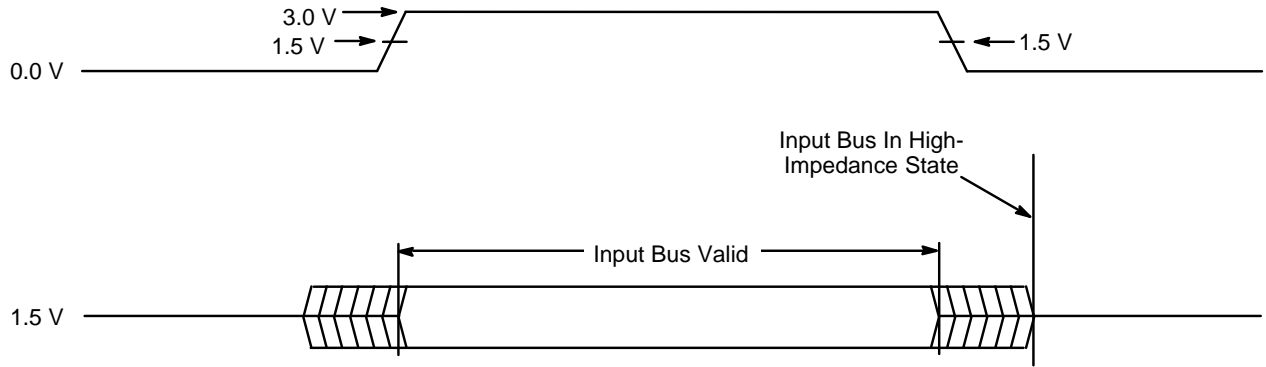 3.0 V
1.5 V
1.5 V
0.0 V
Input Bus In High-
Impedance State
Input Bus Valid
1.5 V